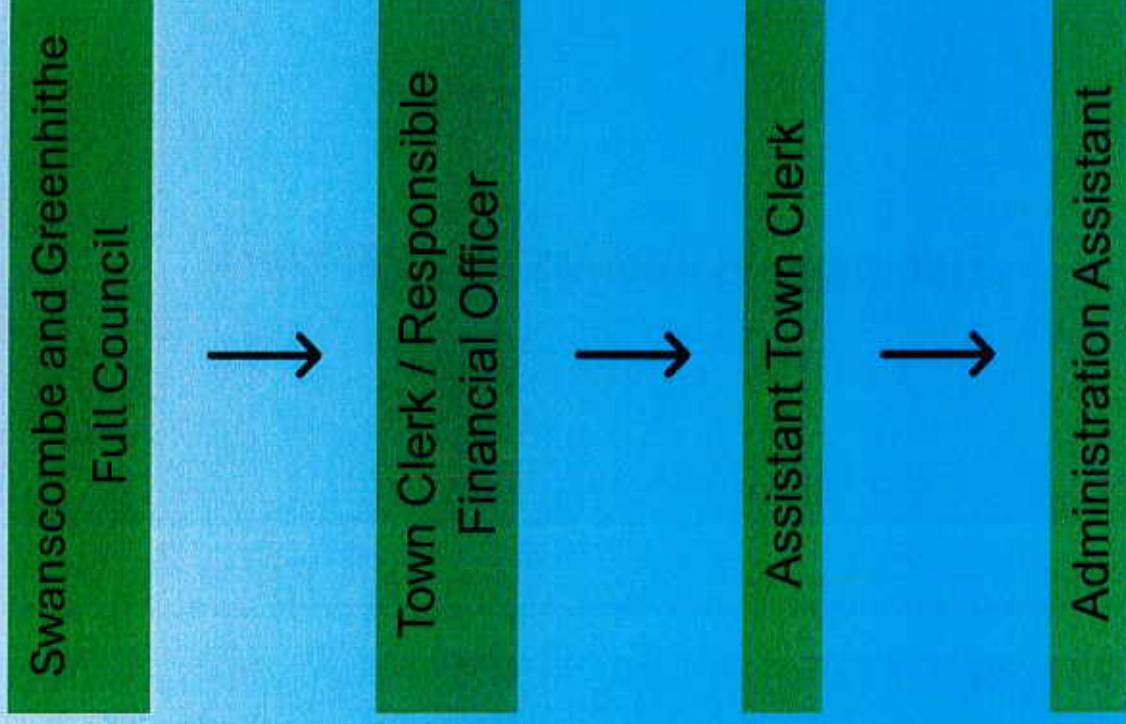 Swanscombe and Greenhithe
Full Council
Town Clerk / Responsible
Financial Officer
Assistant Town Clerk
Administration Assistant